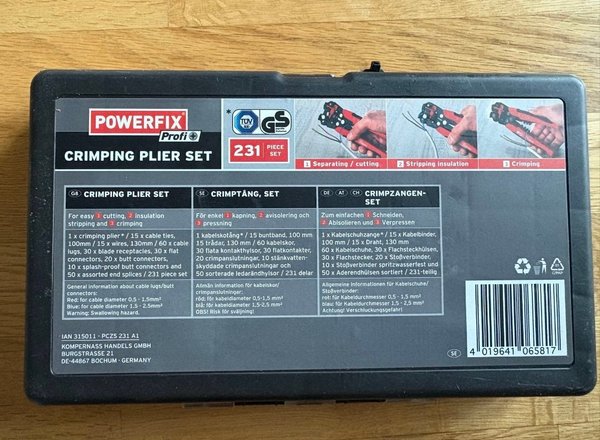 POWERFIX
Profi
CRIMPING PLIER SET
*
TÜV
GS
231 PIECE SET
1 Separating / cutting
2 Stripping insulation
3 Crimping
GB CRIMPING PLIER SET
For easy 1 cutting, 2 insulation
stripping and 3 crimping
1 x crimping plier* / 15 x cable ties,
100mm / 15 x wires, 130mm / 60 x cable
lugs, 30 x blade receptacles, 30 x flat
connectors, 20 x butt connectors,
10 x splash-proof butt connectors and
50 x assorted end splices / 231 piece set
General information about cable lugs/butt
connectors:
Red: for cable diameter 0.5 - 1.5mm²
Blue: for cable diameter 1.5 - 2.5mm²
Warning: Swallowing hazard.
SE CRIMPTÅNG, SET
För enkel 1 kapning, 2 avisolering och
3 pressning
1 kabelskotång* / 15 buntband, 100 mm
15 trådar, 130 mm / 60 kabelskor,
30 flata kontakthylsor, 30 flatkontakter,
20 crimpanslutningar, 10 stänkvatten-
skyddade crimpanslutningar och
50 sorterade ledarändhylsor / 231 delar
Allmän information för kabelskor/
crimpanslutningar:
röd: för kabeldiameter 0,5-1,5 mm²
blå: för kabeldiameter 1,5-2,5 mm²
OBS! Risk för sväljning!
DE AT CH CRIMPZANGEN-
SET
Zum einfachen 1 Schneiden,
2 Abisolieren und 3 Verpressen
1 x Kabelschuhzange* / 15 x Kabelbinder,
100 mm / 15 x Draht, 130 mm
60 x Kabelschuhe, 30 x Flachsteckhülsen,
30 x Flachstecker, 20 x Stoßverbinder,
10 x Stoßverbinder spritzwasserfest und
50 x Aderendhülsen sortiert / 231-teilig
Allgemeine Informationen für Kabelschuhe/
Stoßverbinder:
rot: für Kabeldurchmesser 0,5 - 1,5 mm²
blau: für Kabeldurchmesser 1,5 - 2,5 mm²
Achtung! Verschluckungsgefahr!
IAN 315011 · PCZS 231 A1
KOMPERNASS HANDELS GMBH
BURGSTRASSE 21
DE-44867 BOCHUM · GERMANY
SE
4 019641 065817